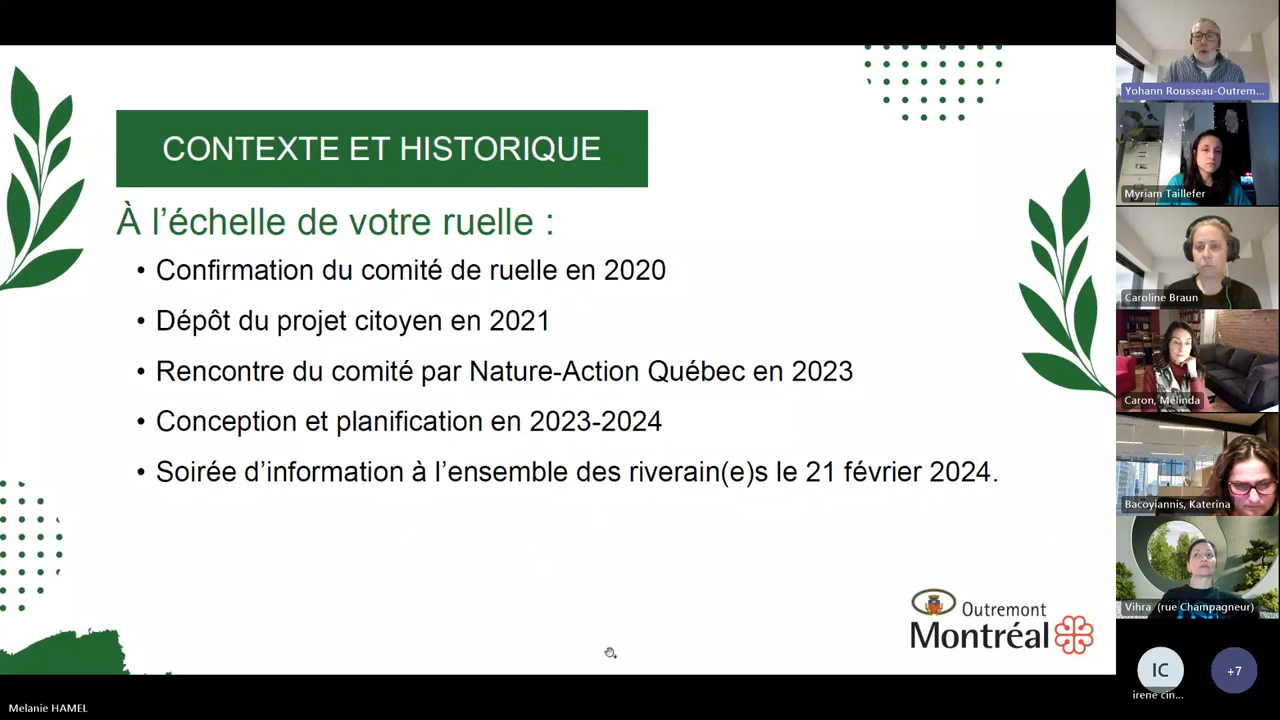 CONTEXTE ET HISTORIQUE
À l’échelle de votre ruelle :
• Confirmation du comité de ruelle en 2020
• Dépôt du projet citoyen en 2021
• Rencontre du comité par Nature-Action Québec en 2023
• Conception et planification en 2023-2024
• Soirée d’information à l’ensemble des riverain(e)s le 21 février 2024.
Outremont
Montréal
Yohann Rousseau-Outrem...
Myriam Taillefer
Caroline Braun
Caron, Mélinda
Bacoyiannis, Katerina
Vihra (rue Champagneur)
IC
+7
irene cin...
Melanie HAMEL